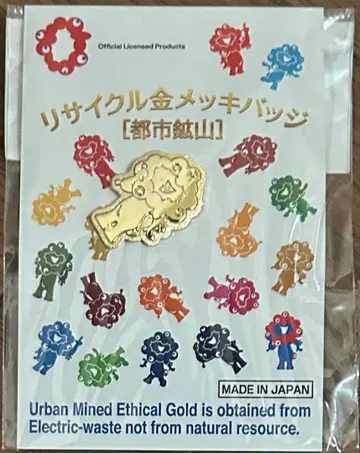 Official Licensed Products
リサイクル金メッキバッジ
[都市鉱山]
MADE IN JAPAN
Urban Mined Ethical Gold is obtained from
Electric-waste not from natural resource.